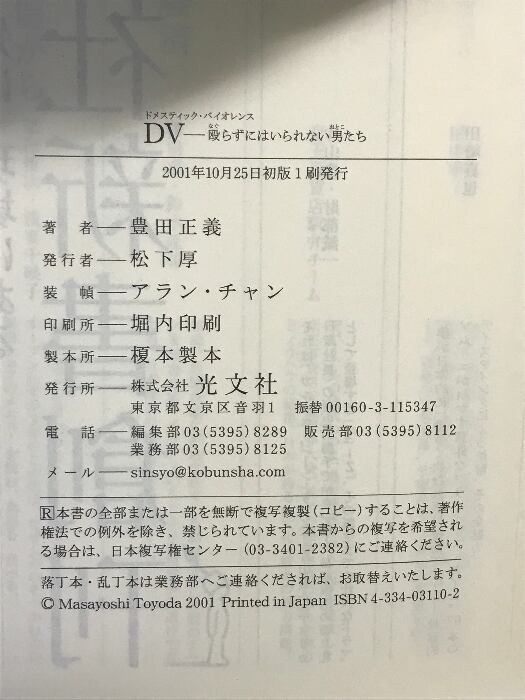 ドメスティック・バイオレンス
DV──殴らずにはいられない男たち
2001年10月25日初版1刷発行
著　者──豊田正義
発行者──松下厚
装　幀──アラン・チャン
印刷所──堀内印刷
製本所──榎本製本
発行所──株式会社 光文社
東京都文京区音羽1　振替00160-3-115347
電　話──編集部03(5395)8289　販売部03(5395)8112
業務部03(5395)8125
メール──sinsyo@kobunsha.com
Ⓡ本書の全部または一部を無断で複写複製（コピー）することは、著作
権法での例外を除き、禁じられています。本書からの複写を希望され
る場合は、日本複写権センター（03-3401-2382）にご連絡ください。
落丁本・乱丁本は業務部へご連絡くだされば、お取替えいたします。
© Masayoshi Toyoda 2001 Printed in Japan ISBN 4-334-03110-2